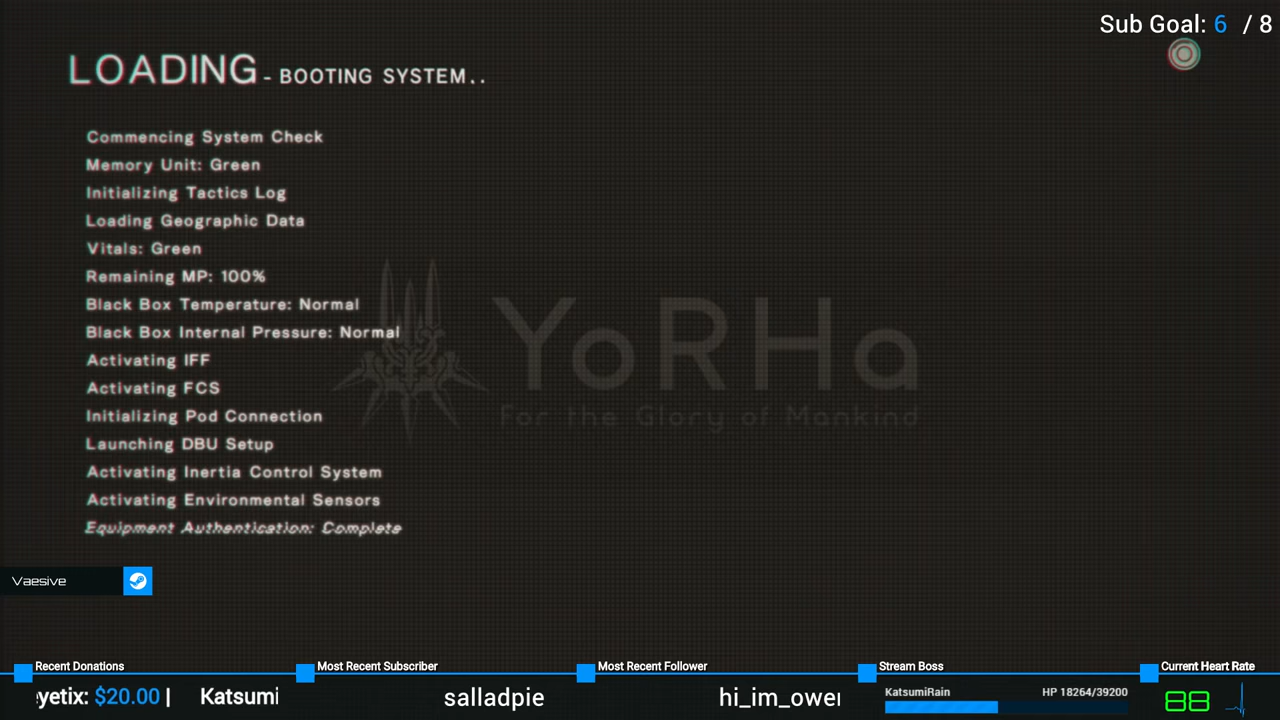 Sub Goal: 6 / 8
LOADING - BOOTING SYSTEM..
Commencing System Check
Memory Unit: Green
Initializing Tactics Log
Loading Geographic Data
Vitals: Green
Remaining MP: 100%
Black Box Temperature: Normal
Black Box Internal Pressure: Normal
Activating IFF
Activating FCS
Initializing Pod Connection
Launching DBU Setup
Activating Inertia Control System
Activating Environmental Sensors
Equipment Authentication: Complete
YoRHa
For the Glory of Mankind
Vaesive
Recent Donations
yetix: $20.00 | Katsumi
Most Recent Subscriber
salladpie
Most Recent Follower
hi_im_ower
Stream Boss
KatsumiRain HP 18264/39200
Current Heart Rate
88